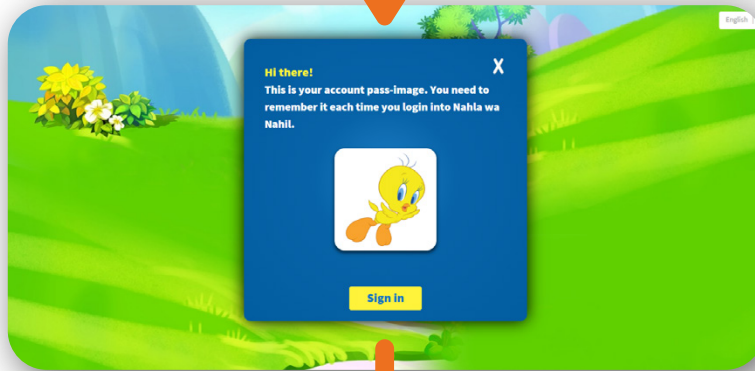 English
X
Hi there!
This is your account pass-image. You need to
remember it each time you login into Nahla wa
Nahil.
Sign in